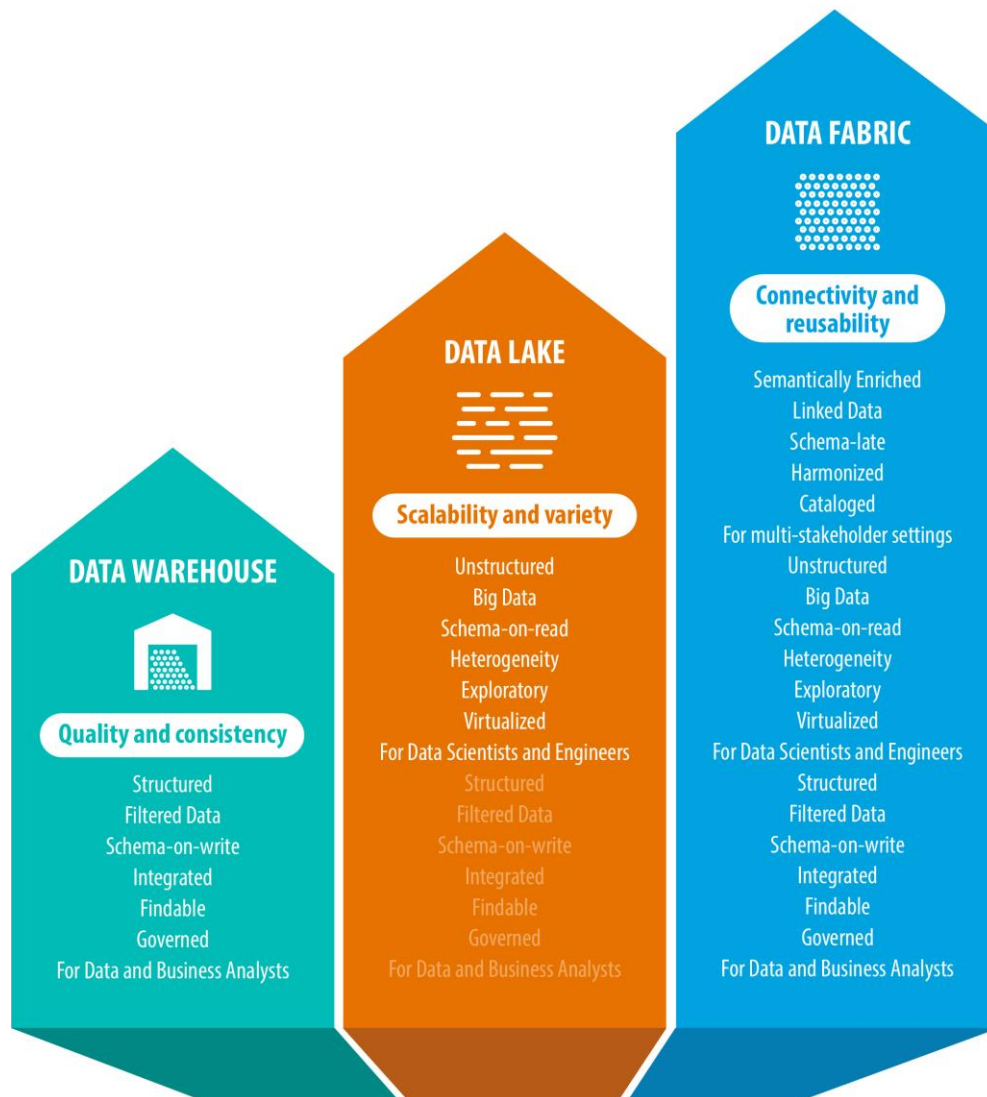 DATA WAREHOUSE
Quality and consistency
Structured
Filtered Data
Schema-on-write
Integrated
Findable
Governed
For Data and Business Analysts
DATA LAKE
Scalability and variety
Unstructured
Big Data
Schema-on-read
Heterogeneity
Exploratory
Virtualized
For Data Scientists and Engineers
Structured
Filtered Data
Schema-on-write
Integrated
Findable
Governed
For Data and Business Analysts
DATA FABRIC
Connectivity and
reusability
Semantically Enriched
Linked Data
Schema-late
Harmonized
Cataloged
For multi-stakeholder settings
Unstructured
Big Data
Schema-on-read
Heterogeneity
Exploratory
Virtualized
For Data Scientists and Engineers
Structured
Filtered Data
Schema-on-write
Integrated
Findable
Governed
For Data and Business Analysts